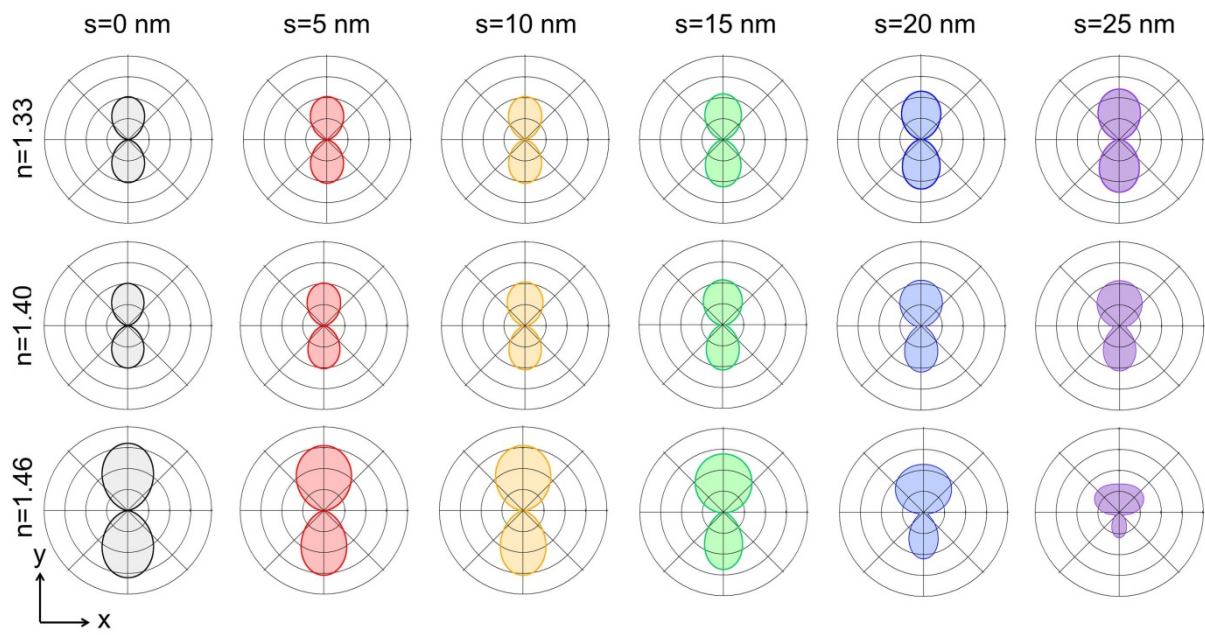 s=0 nm s=5 nm s=10 nm s=15 nm s=20 nm s=25 nm
n=1.33
n=1.40
n=1.46
y
x